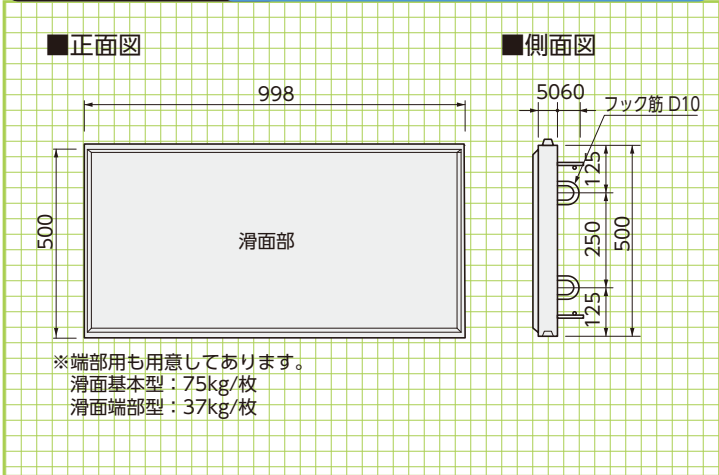 ■正面図
998
500
滑面部
※端部用も用意してあります。
滑面基本型：75kg/枚
滑面端部型：37kg/枚
■側面図
50 60
フック筋 D10
125
250
500
125